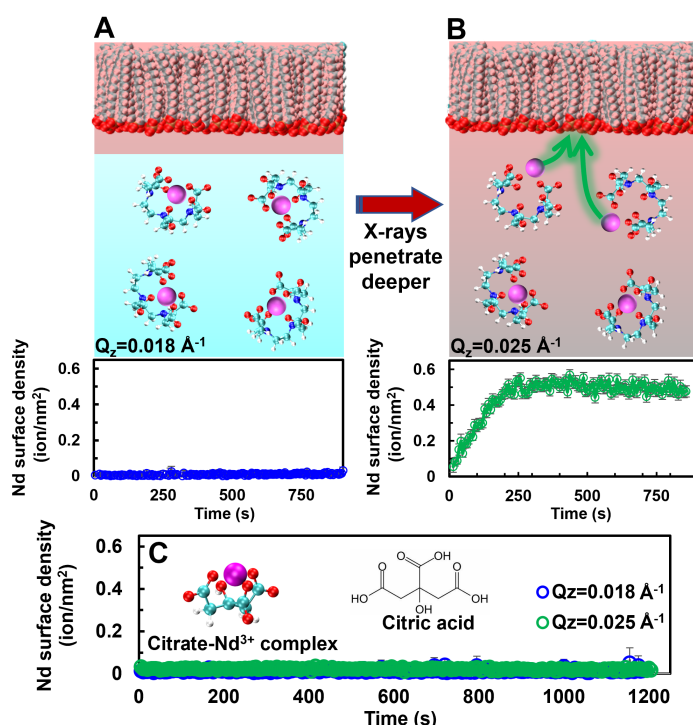 A
B
X-rays
penetrate
deeper
Qz=0.018 Å-1
Qz=0.025 Å-1
Nd surface density
(ion/nm2)
0.6
0.4
0.2
0
0 250 500 750
Time (s)
Nd surface density
(ion/nm2)
0.6
0.4
0.2
0
0 250 500 750
Time (s)
C
Nd surface density
(ion/nm2)
0.6
0.4
0.2
0
0 200 400 600 800 1000 1200
Time (s)
Citrate-Nd3+ complex
O
OH
O
O
HO
OH
OH
Citric acid
Qz=0.018 Å-1
Qz=0.025 Å-1